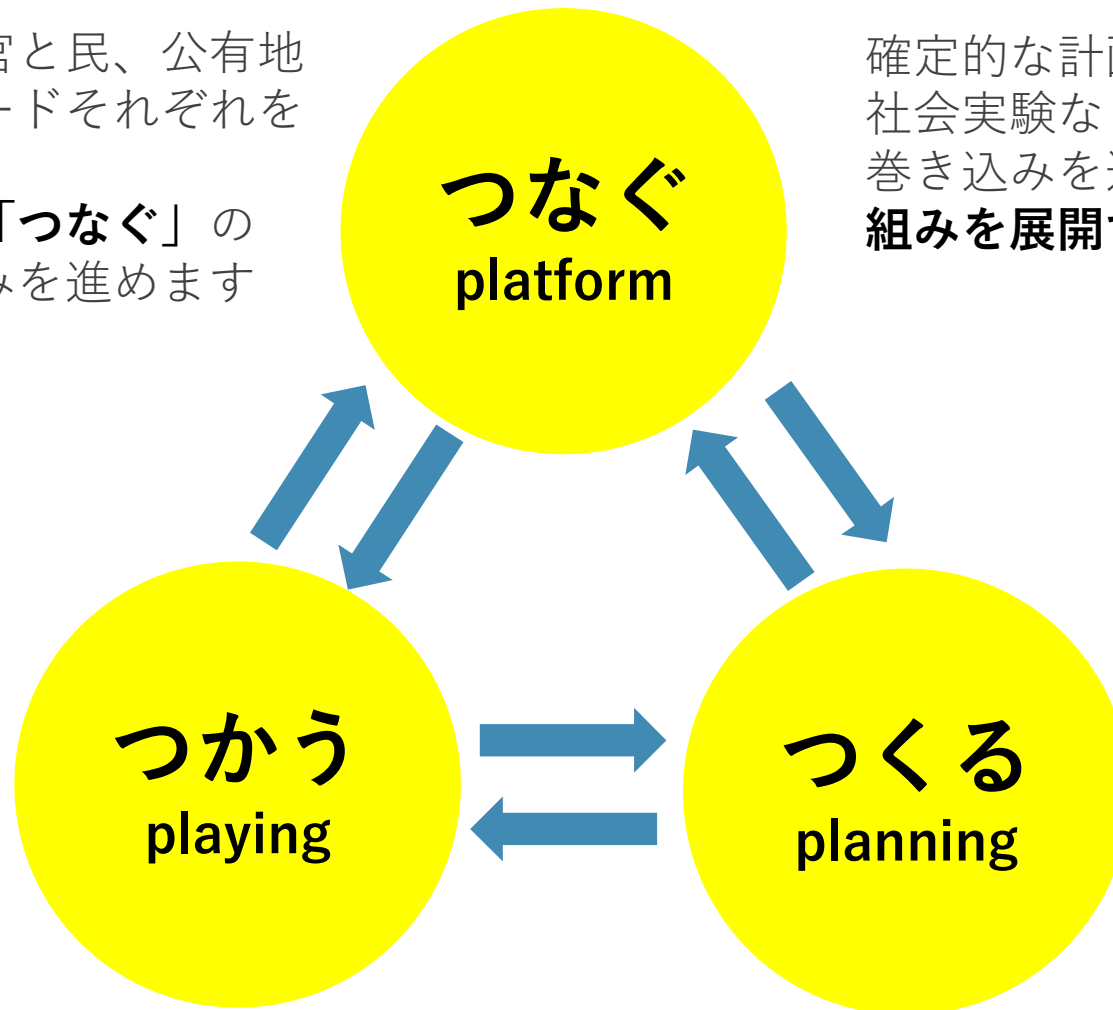 官と民、公有地
ードそれぞれを
「つなぐ」の
みを進めます
確定的な計
社会実験な
巻き込みを
組みを展開
つなぐ
platform
つかう
playing
つくる
planning